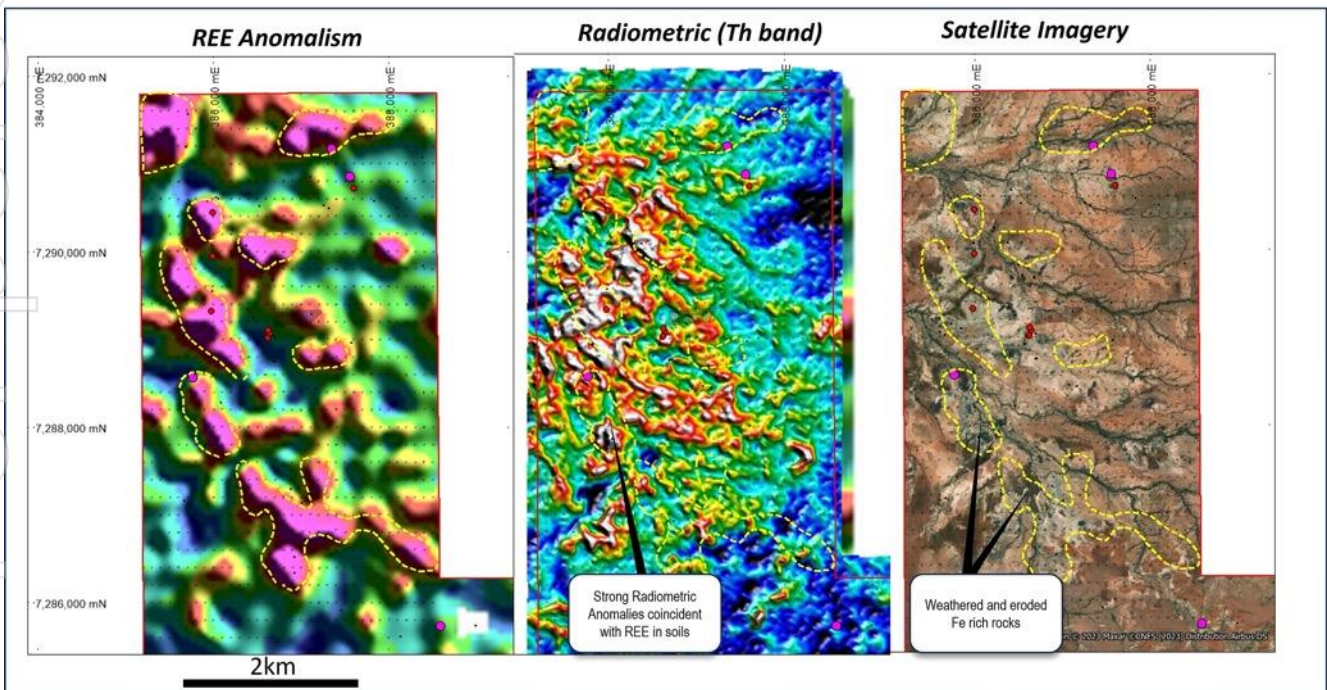 REE Anomalism
Radiometric (Th band)
Satellite Imagery
7,292,000 mN
384,000 mE
386,000 mE
388,000 mE
7,290,000 mN
7,288,000 mN
7,286,000 mN
Strong Radiometric
Anomalies coincident
with REE in soils
Weathered and eroded
Fe rich rocks
© 2023 Maxar ©CNES (2023) Distribution Airbus DS
2km